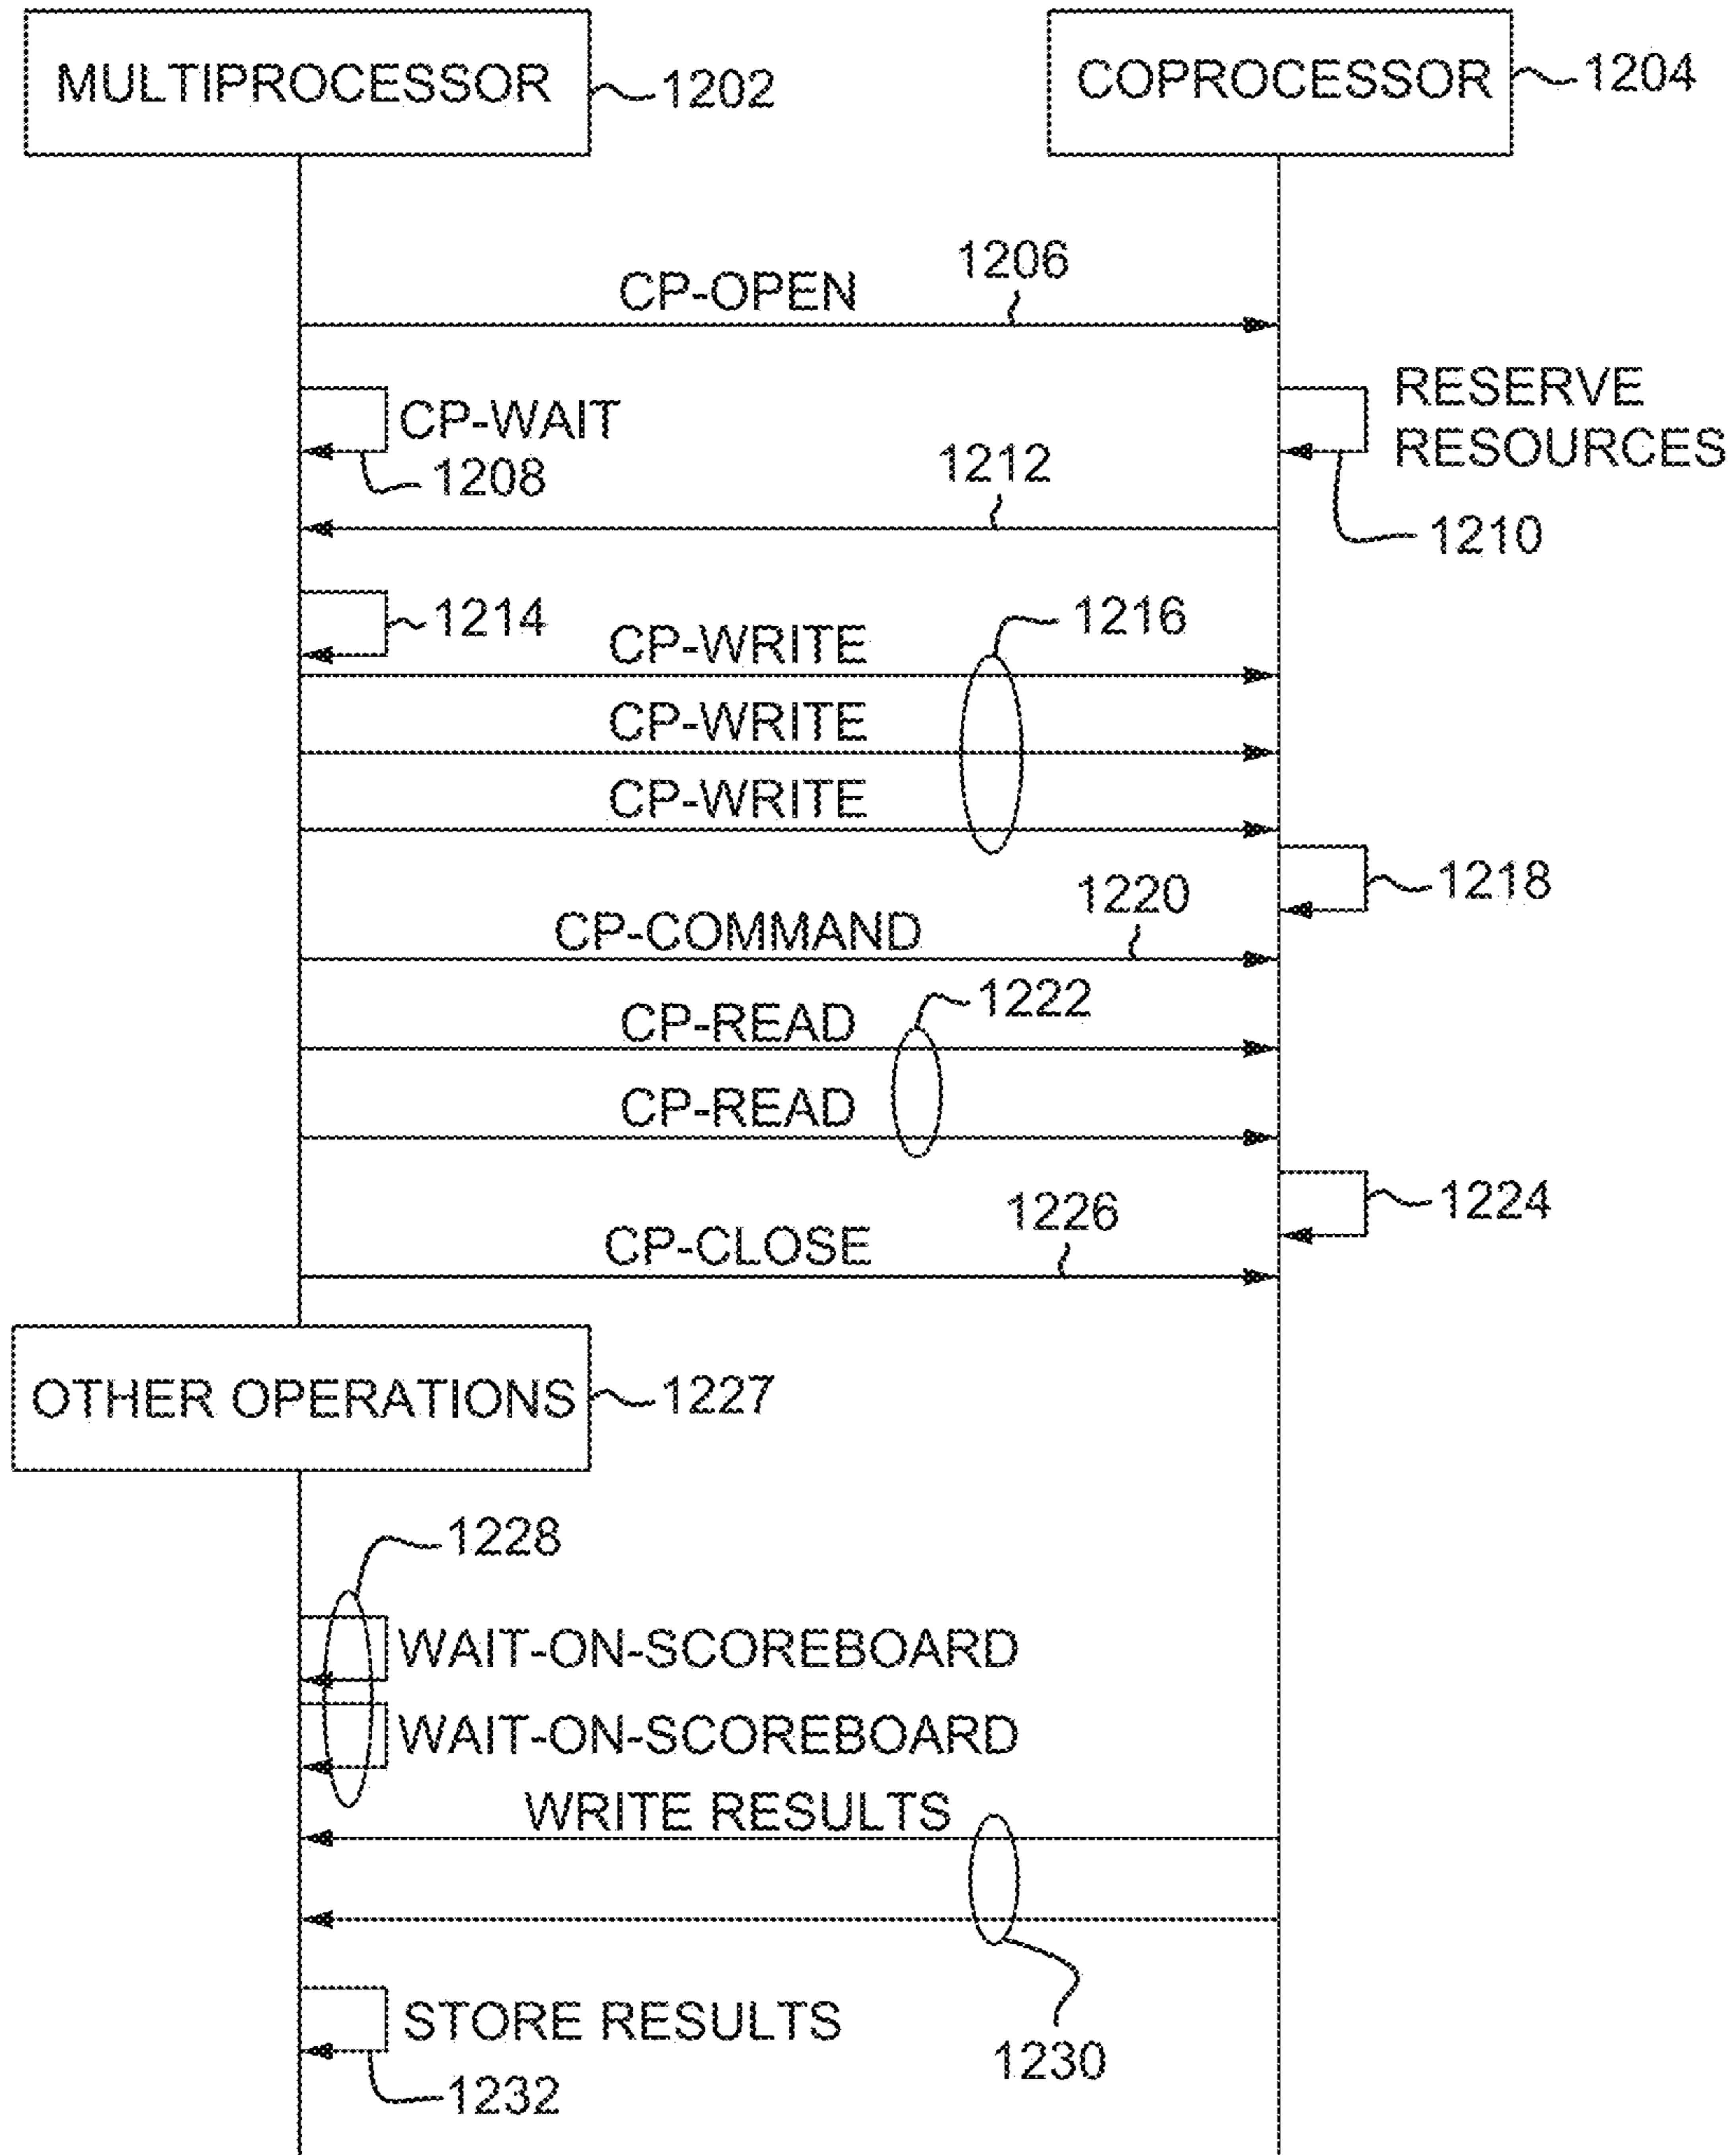 MULTIPROCESSOR
1202
COPROCESSOR
1204
CP-OPEN
1206
CP-WAIT
1208
RESERVE
RESOURCES
1210
1212
1214
CP-WRITE
1216
CP-WRITE
CP-WRITE
1218
CP-COMMAND
1220
CP-READ
1222
CP-READ
1224
CP-CLOSE
1226
OTHER OPERATIONS
1227
1228
WAIT-ON-SCOREBOARD
WAIT-ON-SCOREBOARD
WRITE RESULTS
1230
STORE RESULTS
1232